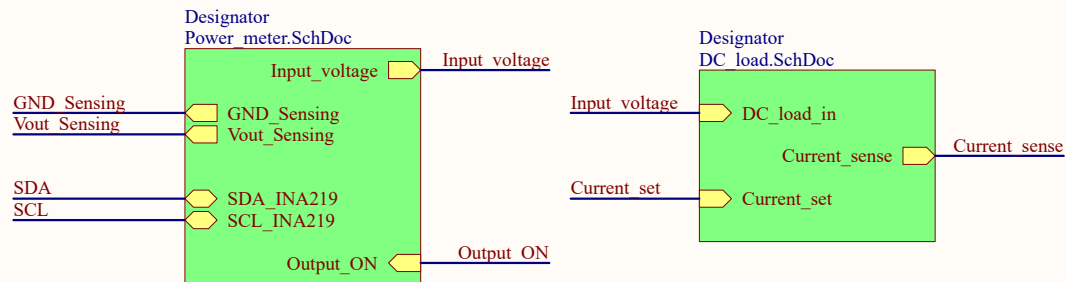 Designator
Power_meter.SchDoc
Input_voltage
Input_voltage
GND_Sensing
GND_Sensing
Vout_Sensing
Vout_Sensing
SDA
SDA_INA219
SCL
SCL_INA219
Output_ON
Output_ON
Designator
DC_load.SchDoc
Input_voltage
DC_load_in
Current_sense
Current_sense
Current_set
Current_set